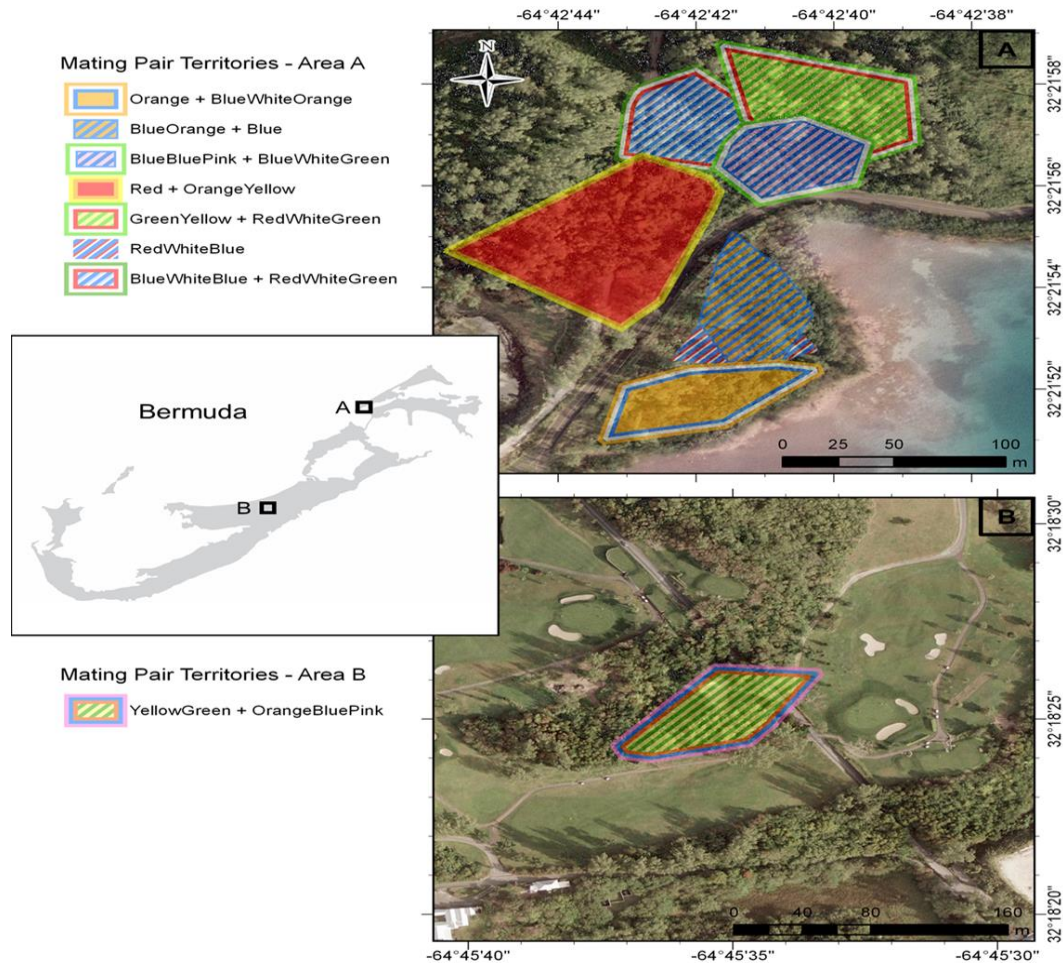 -64°42'44" -64°42'42" -64°42'40" -64°42'38"
Mating Pair Territories - Area A
Orange + BlueWhiteOrange
BlueOrange + Blue
BlueBluePink + BlueWhiteGreen
Red + OrangeYellow
GreenYellow + RedWhiteGreen
RedWhiteBlue
BlueWhiteBlue + RedWhiteGreen
N
A
32°21'58"
32°21'56"
32°21'54"
32°21'52"
0 25 50 100
m
Bermuda
A
B
B
32°18'30"
32°18'25"
32°18'20"
Mating Pair Territories - Area B
YellowGreen + OrangeBluePink
0 40 80 160
m
-64°45'40" -64°45'35" -64°45'30"